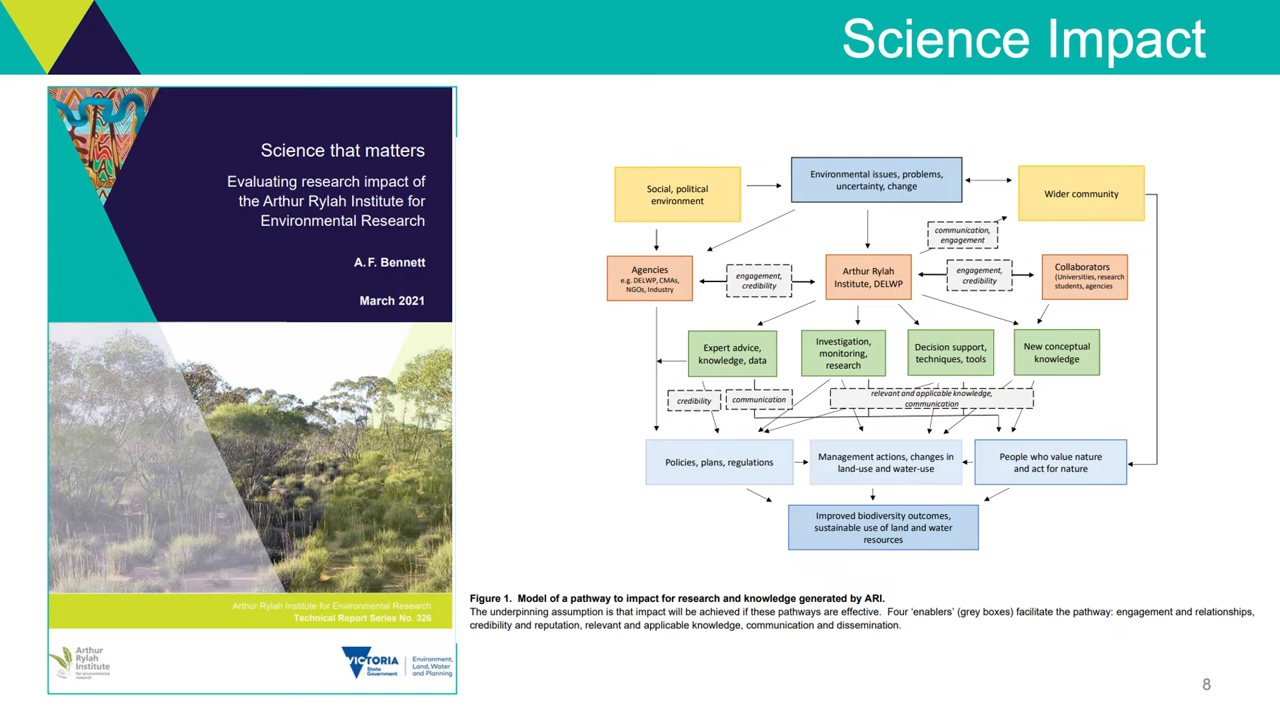 Science Impact
Science that matters
Evaluating research impact of
the Arthur Rylah Institute for
Environmental Research
A. F. Bennett
March 2021
Arthur Rylah Institute for Environmental Research
Technical Report Series No. 326
Arthur
Rylah
Institute
for environmental
research
VICTORIA
State
Government
Environment,
Land, Water
and Planning
Social, political
environment
Environmental issues, problems,
uncertainty, change
Wider community
communication,
engagement
Agencies
e.g. DELWP, CMAs,
NGOs, Industry
engagement,
credibility
Arthur Rylah
Institute, DELWP
engagement,
credibility
Collaborators
(Universities, research
students, agencies
Expert advice,
knowledge, data
Investigation,
monitoring,
research
Decision support,
techniques, tools
New conceptual
knowledge
credibility
communication
relevant and applicable knowledge,
communication
Policies, plans, regulations
Management actions, changes in
land-use and water-use
People who value nature
and act for nature
Improved biodiversity outcomes,
sustainable use of land and water
resources
Figure 1. Model of a pathway to impact for research and knowledge generated by ARI.
The underpinning assumption is that impact will be achieved if these pathways are effective. Four ‘enablers’ (grey boxes) facilitate the pathway: engagement and relationships,
credibility and reputation, relevant and applicable knowledge, communication and dissemination.
8